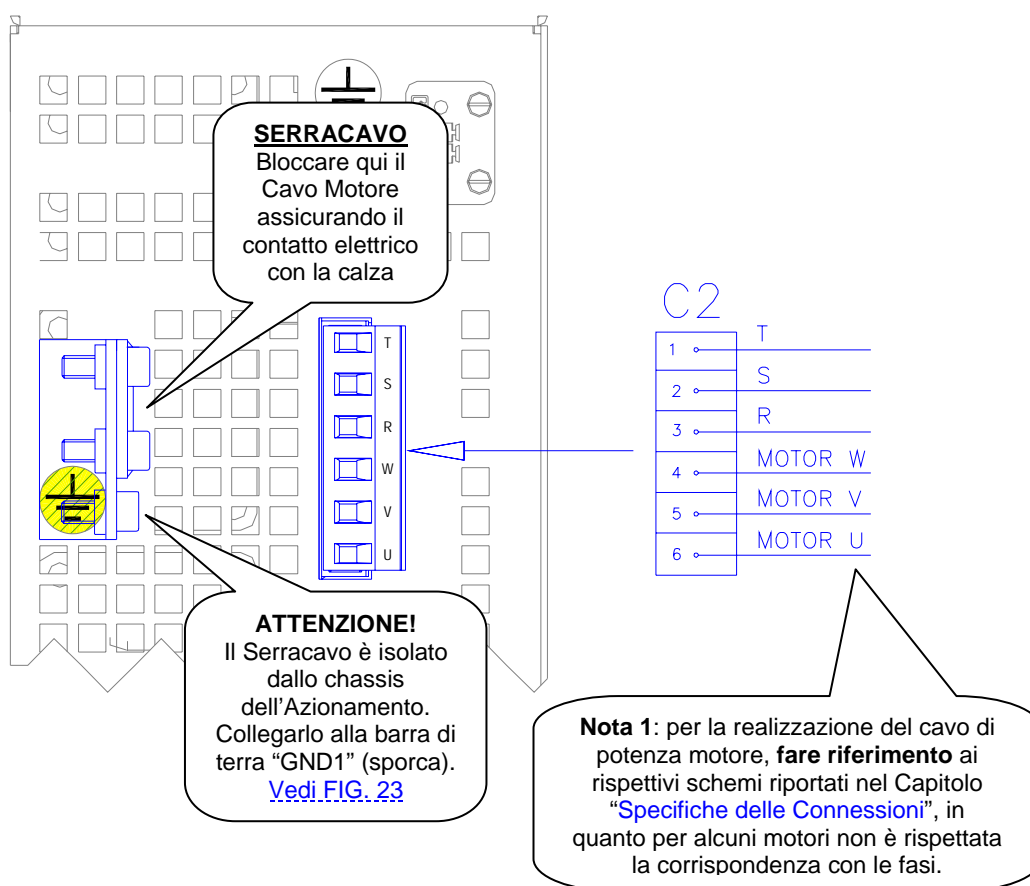 SERRACAVO
Bloccare qui il
Cavo Motore
assicurando il
contatto elettrico
con la calza
T
S
R
W
V
U
C2
1 T
2 S
3 R
4 MOTOR W
5 MOTOR V
6 MOTOR U
ATTENZIONE!
Il Serracavo è isolato
dallo chassis
dell'Azionamento.
Collegarlo alla barra di
terra “GND1” (sporca).
Vedi FIG. 23
Nota 1: per la realizzazione del cavo di
potenza motore, fare riferimento ai
rispettivi schemi riportati nel Capitolo
“Specifiche delle Connessioni”, in
quanto per alcuni motori non è rispettata
la corrispondenza con le fasi.